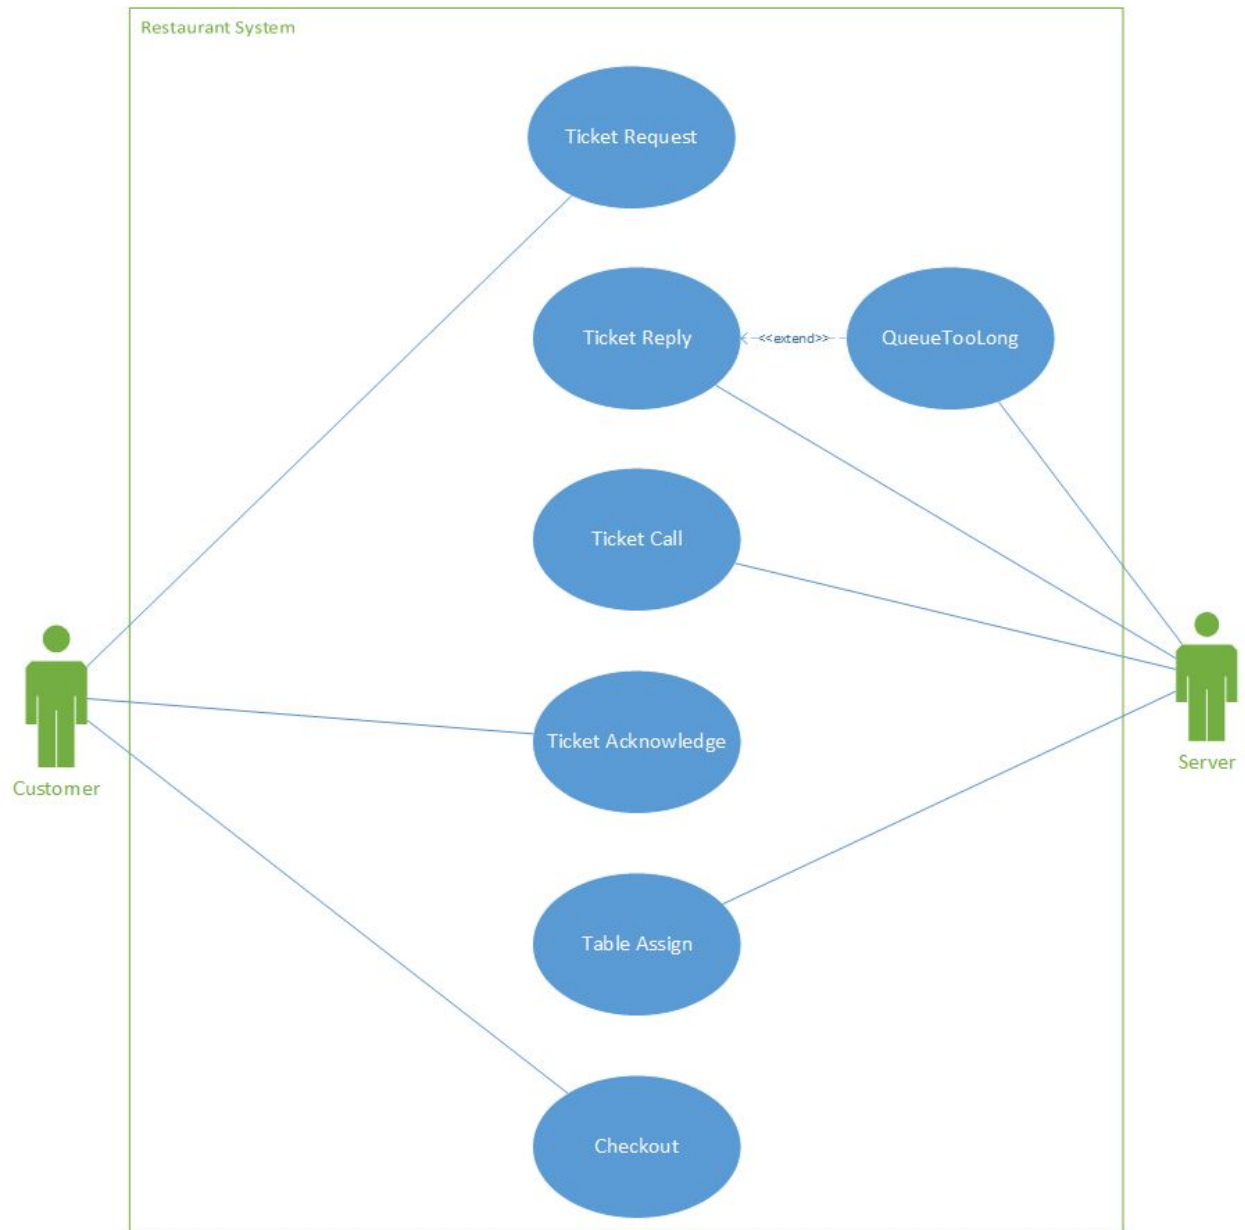 Restaurant System
Ticket Request
Ticket Reply
<<extend>>
QueueTooLong
Ticket Call
Ticket Acknowledge
Customer
Server
Table Assign
Checkout